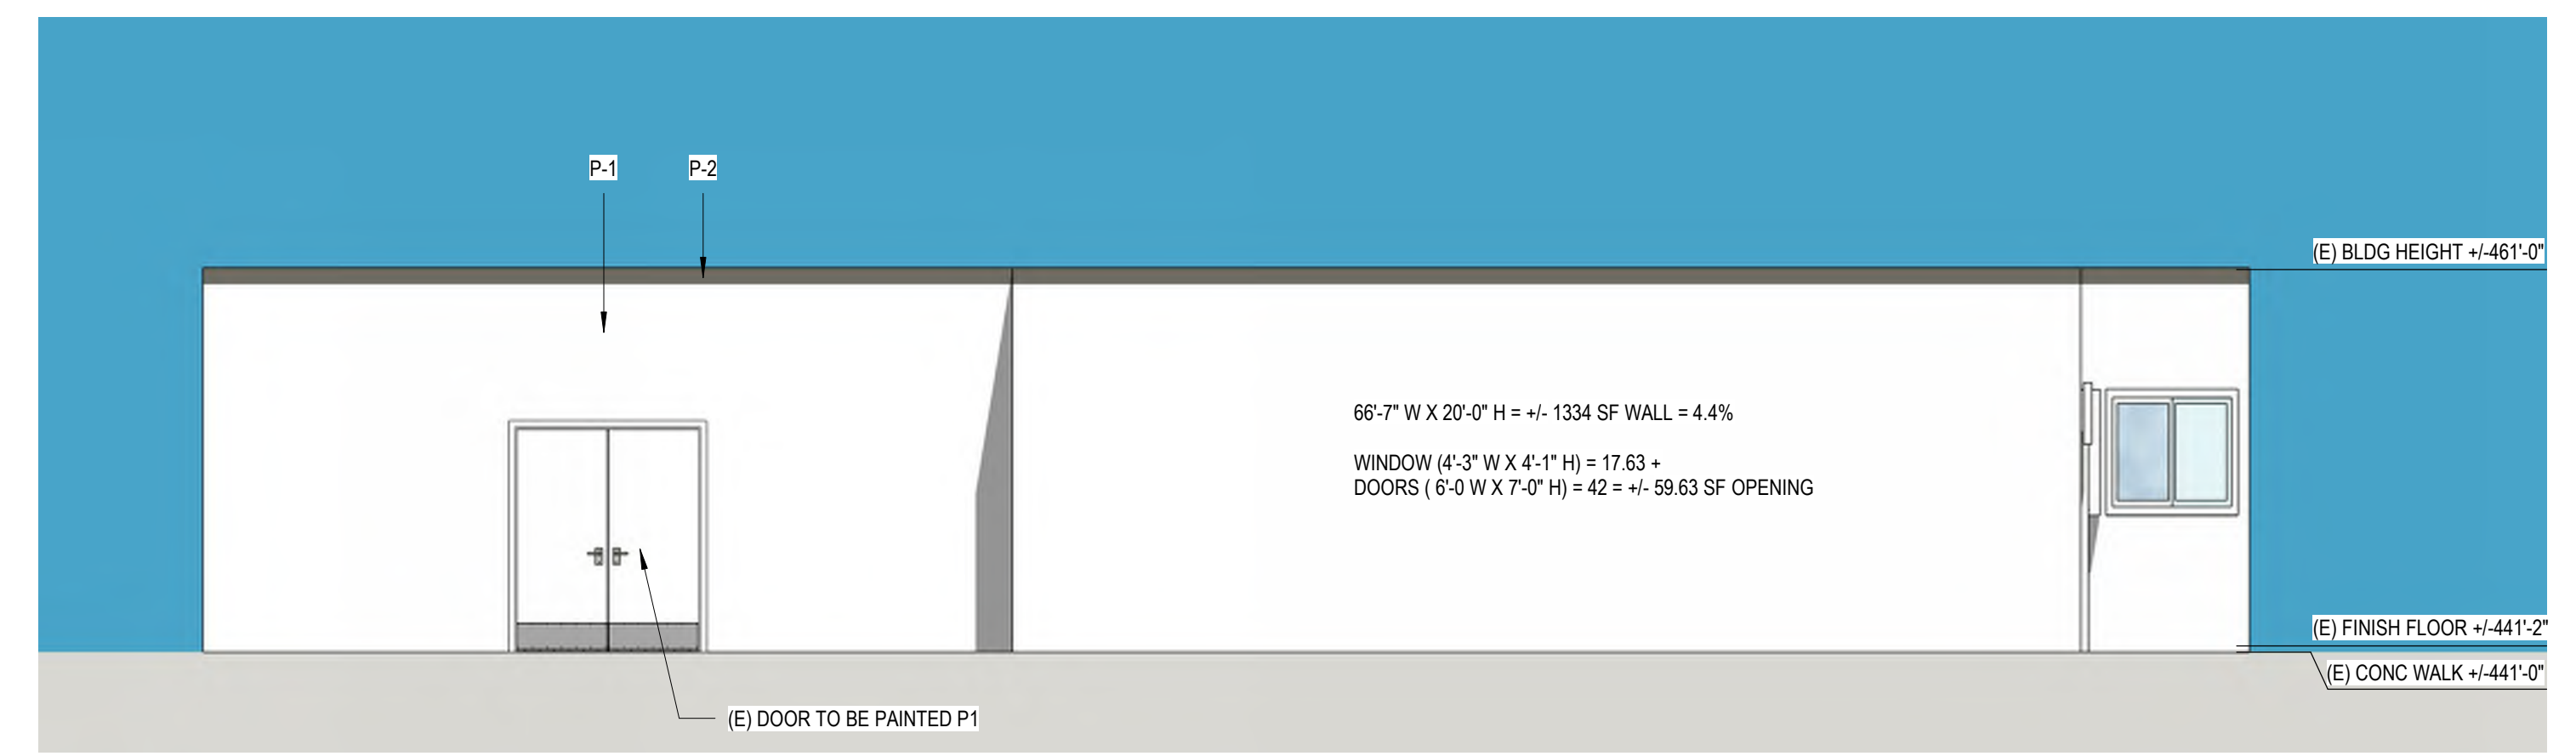 P-1
P-2
(E) BLDG HEIGHT +/-461'-0"
66'-7" W X 20'-0" H = +/- 1334 SF WALL = 4.4%
WINDOW (4'-3" W X 4'-1" H) = 17.63 +
DOORS ( 6'-0 W X 7'-0" H) = 42 = +/- 59.63 SF OPENING
(E) FINISH FLOOR +/-441'-2"
(E) CONC WALK +/-441'-0"
(E) DOOR TO BE PAINTED P1